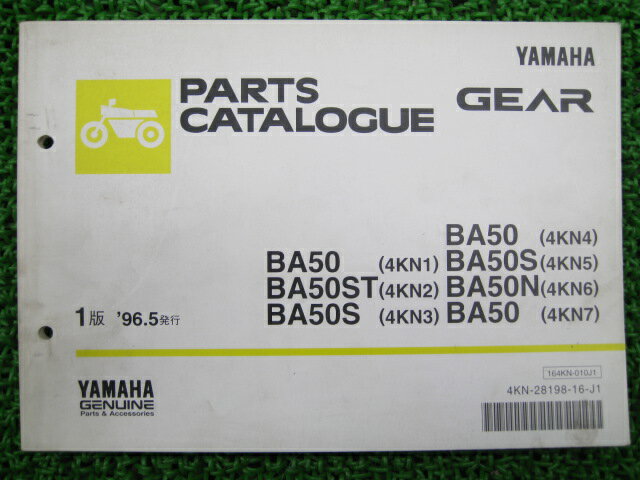 YAMAHA
PARTS
CATALOGUE
GEAR
BA50 (4KN1)
BA50ST (4KN2)
BA50S (4KN3)
BA50 (4KN4)
BA50S (4KN5)
BA50N (4KN6)
BA50 (4KN7)
1版 '96.5発行
YAMAHA
GENUINE
Parts & Accessories
164KN-010J1
4KN-28198-16-J1